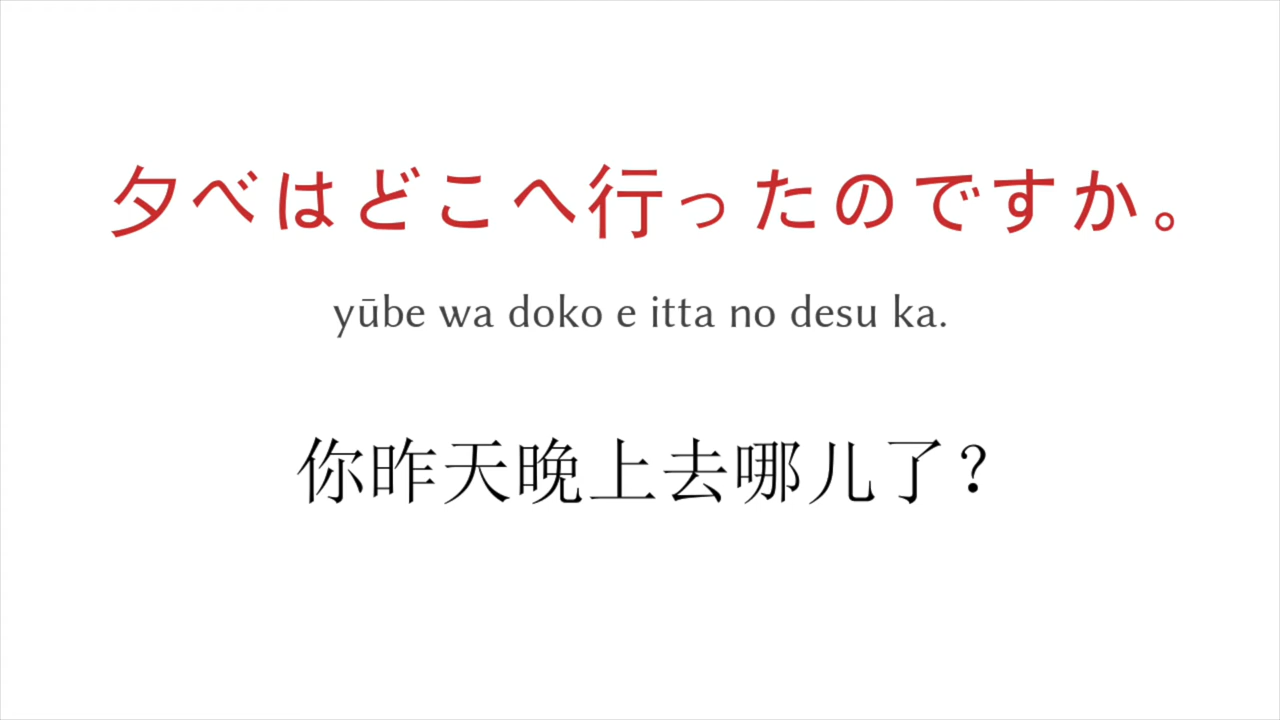 夕べはどこへ行ったのですか。
yūbe wa doko e itta no desu ka.
你昨天晚上去哪儿了？